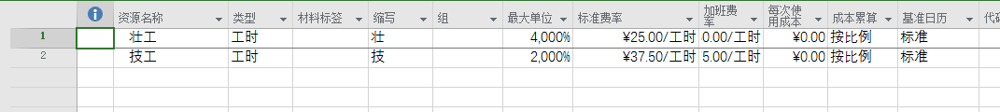 资源名称 类型 材料标签 缩写 组 最大单位 标准费率 加班费率 每次使用成本 成本累算 基准日历 代码
1 壮工 工时 壮 4,000% ¥25.00/工时 0.00/工时 ¥0.00 按比例 标准
2 技工 工时 技 2,000% ¥37.50/工时 5.00/工时 ¥0.00 按比例 标准